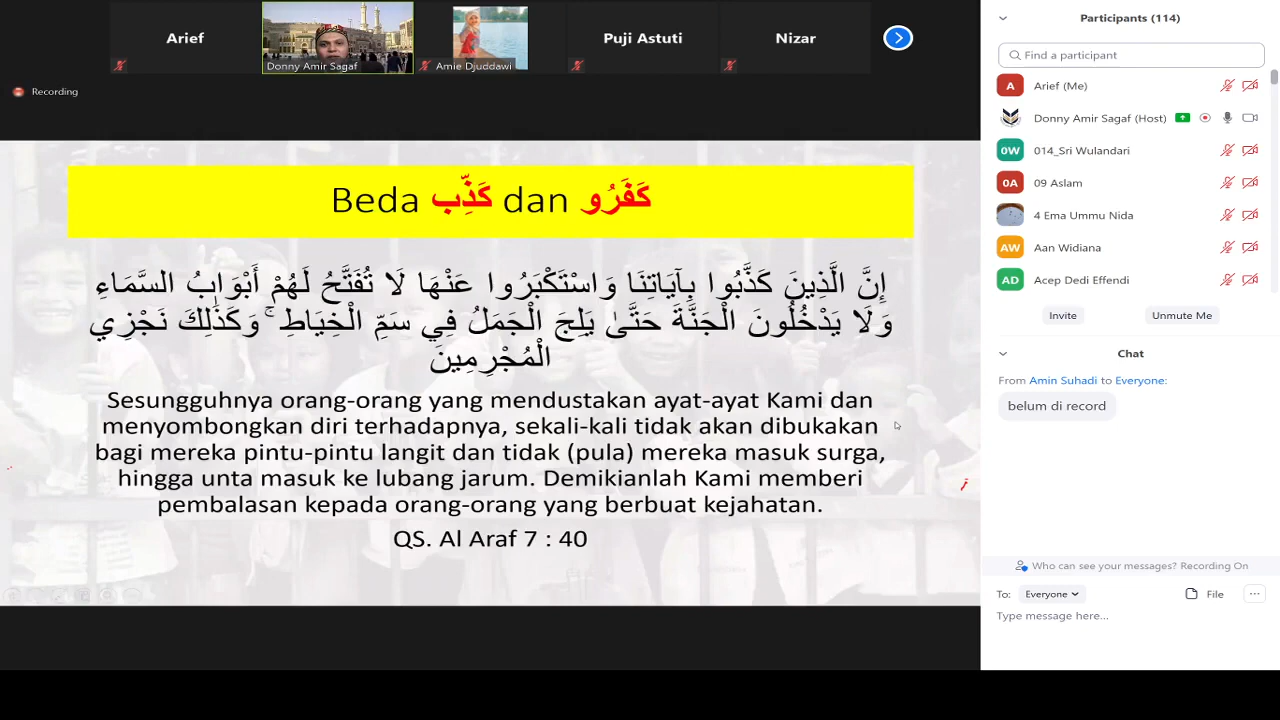 Arief
Donny Amir Sagaf
Amie Djuddawi
Puji Astuti
Nizar
Recording
Beda كَذِّب dan كَفَرُو
إِنَّ الَّذِينَ كَذَّبُوا بِآيَاتِنَا وَاسْتَكْبَرُوا عَنْهَا لَا تُفَتَّحُ لَهُمْ أَبْوَابُ السَّمَاءِ
وَلَا يَدْخُلُونَ الْجَنَّةَ حَتَّىٰ يَلِجَ الْجَمَلُ فِي سَمِّ الْخِيَاطِ ۚ وَكَذَٰلِكَ نَجْزِي
الْمُجْرِمِينَ
Sesungguhnya orang-orang yang mendustakan ayat-ayat Kami dan
menyombongkan diri terhadapnya, sekali-kali tidak akan dibukakan
bagi mereka pintu-pintu langit dan tidak (pula) mereka masuk surga,
hingga unta masuk ke lubang jarum. Demikianlah Kami memberi
pembalasan kepada orang-orang yang berbuat kejahatan.
QS. Al Araf 7 : 40
Participants (114)
Find a participant
A Arief (Me)
Donny Amir Sagaf (Host)
0W 014_Sri Wulandari
0A 09 Aslam
4 Ema Ummu Nida
AW Aan Widiana
AD Acep Dedi Effendi
Invite
Unmute Me
Chat
From Amin Suhadi to Everyone:
belum di record
Who can see your messages? Recording On
To: Everyone
File
Type message here...